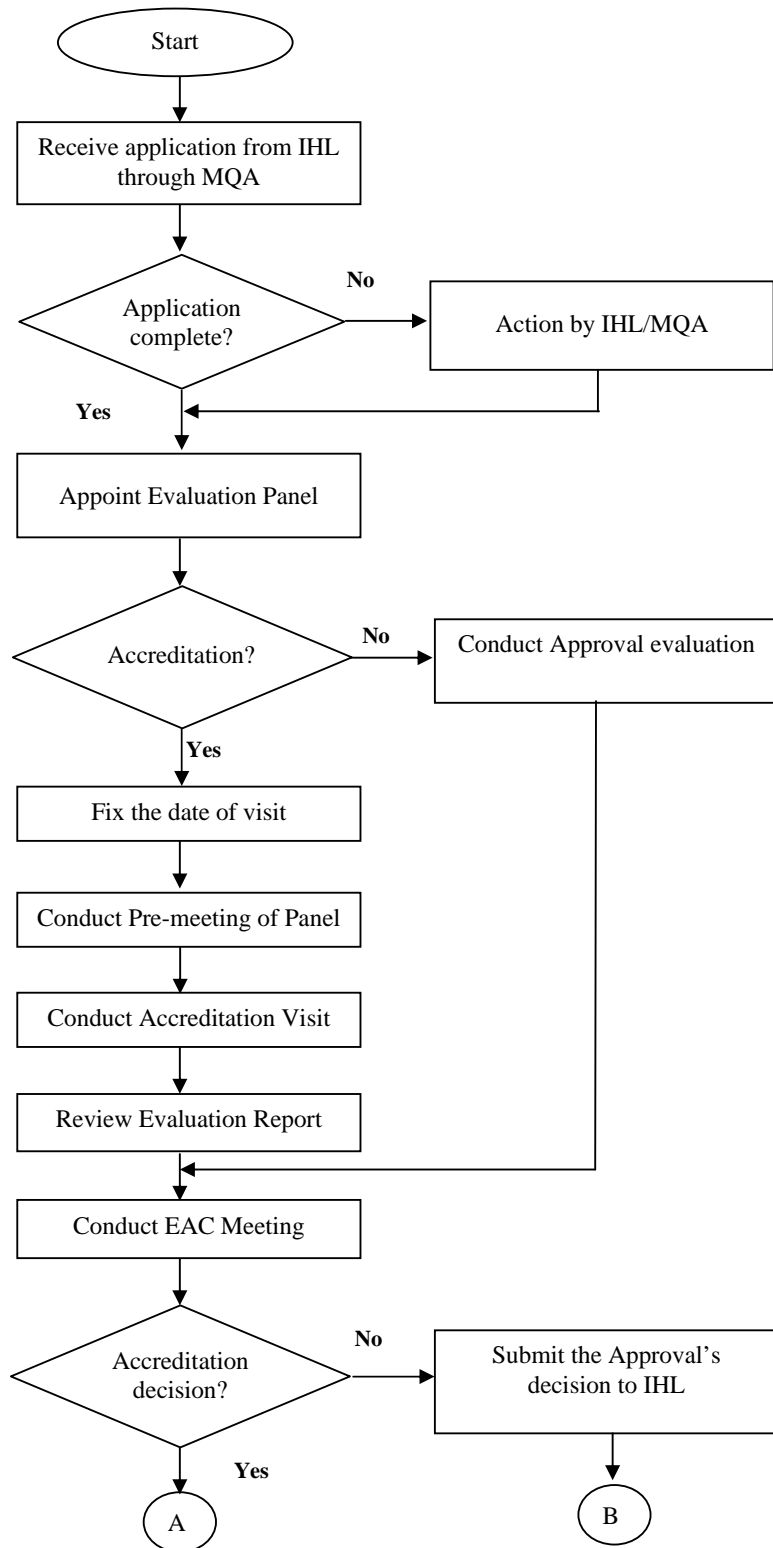 Start
Receive application from IHL
through MQA
Application
complete?
No
Action by IHL/MQA
Yes
Appoint Evaluation Panel
Accreditation?
No
Conduct Approval evaluation
Yes
Fix the date of visit
Conduct Pre-meeting of Panel
Conduct Accreditation Visit
Review Evaluation Report
Conduct EAC Meeting
Accreditation
decision?
No
Submit the Approval’s
decision to IHL
Yes
A
B